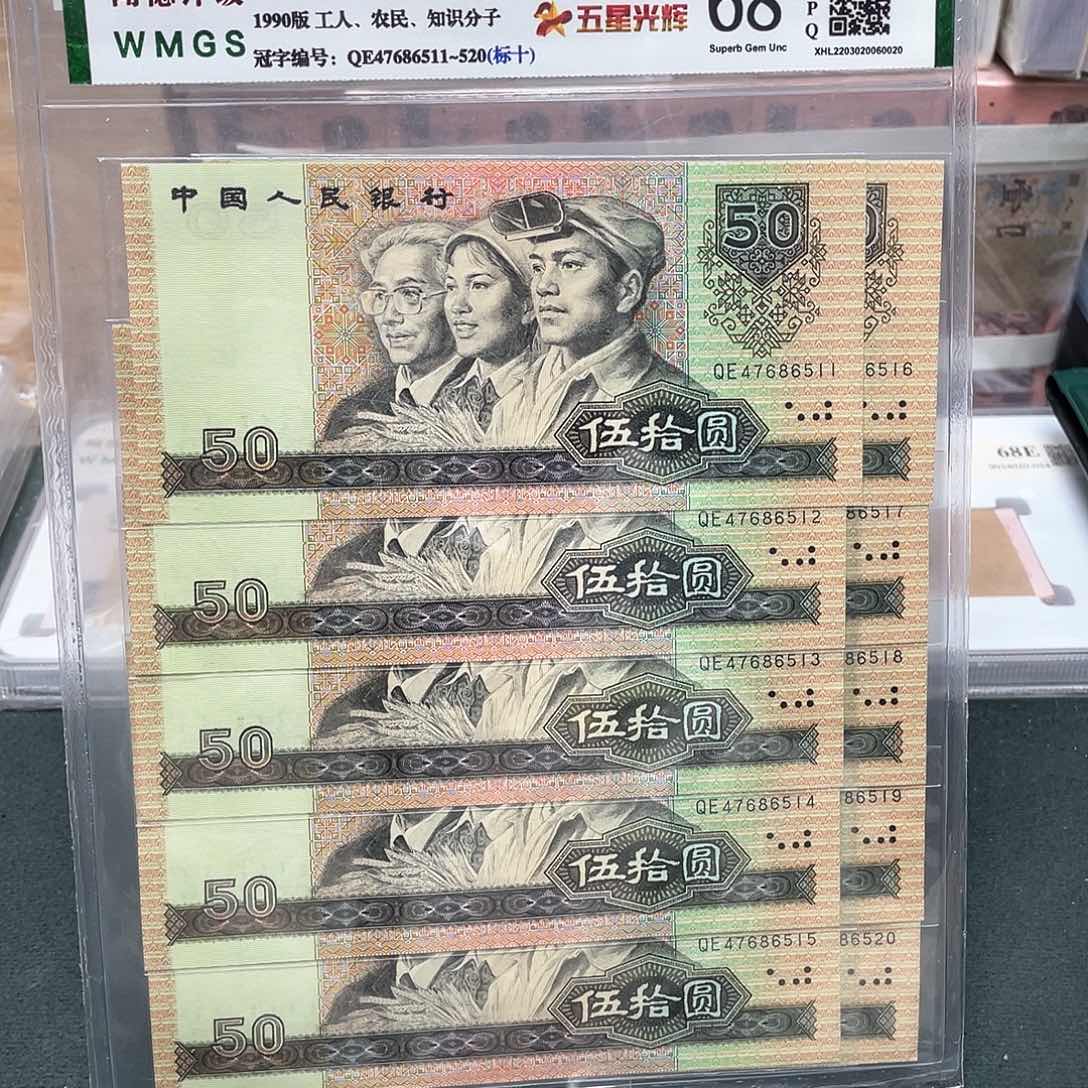 1990版 工人、农民、知识分子
WMGS
冠字编号：QE47686511~520(标十)
五星光辉
68
Superb Gem Unc
P
Q
XHL2203020060020
中国人民银行
50
QE47686511
6516
伍拾圆
50
QE47686512
86517
伍拾圆
50
QE47686513
86518
伍拾圆
50
QE47686514
86519
伍拾圆
50
QE47686515
86520
伍拾圆
50
68E